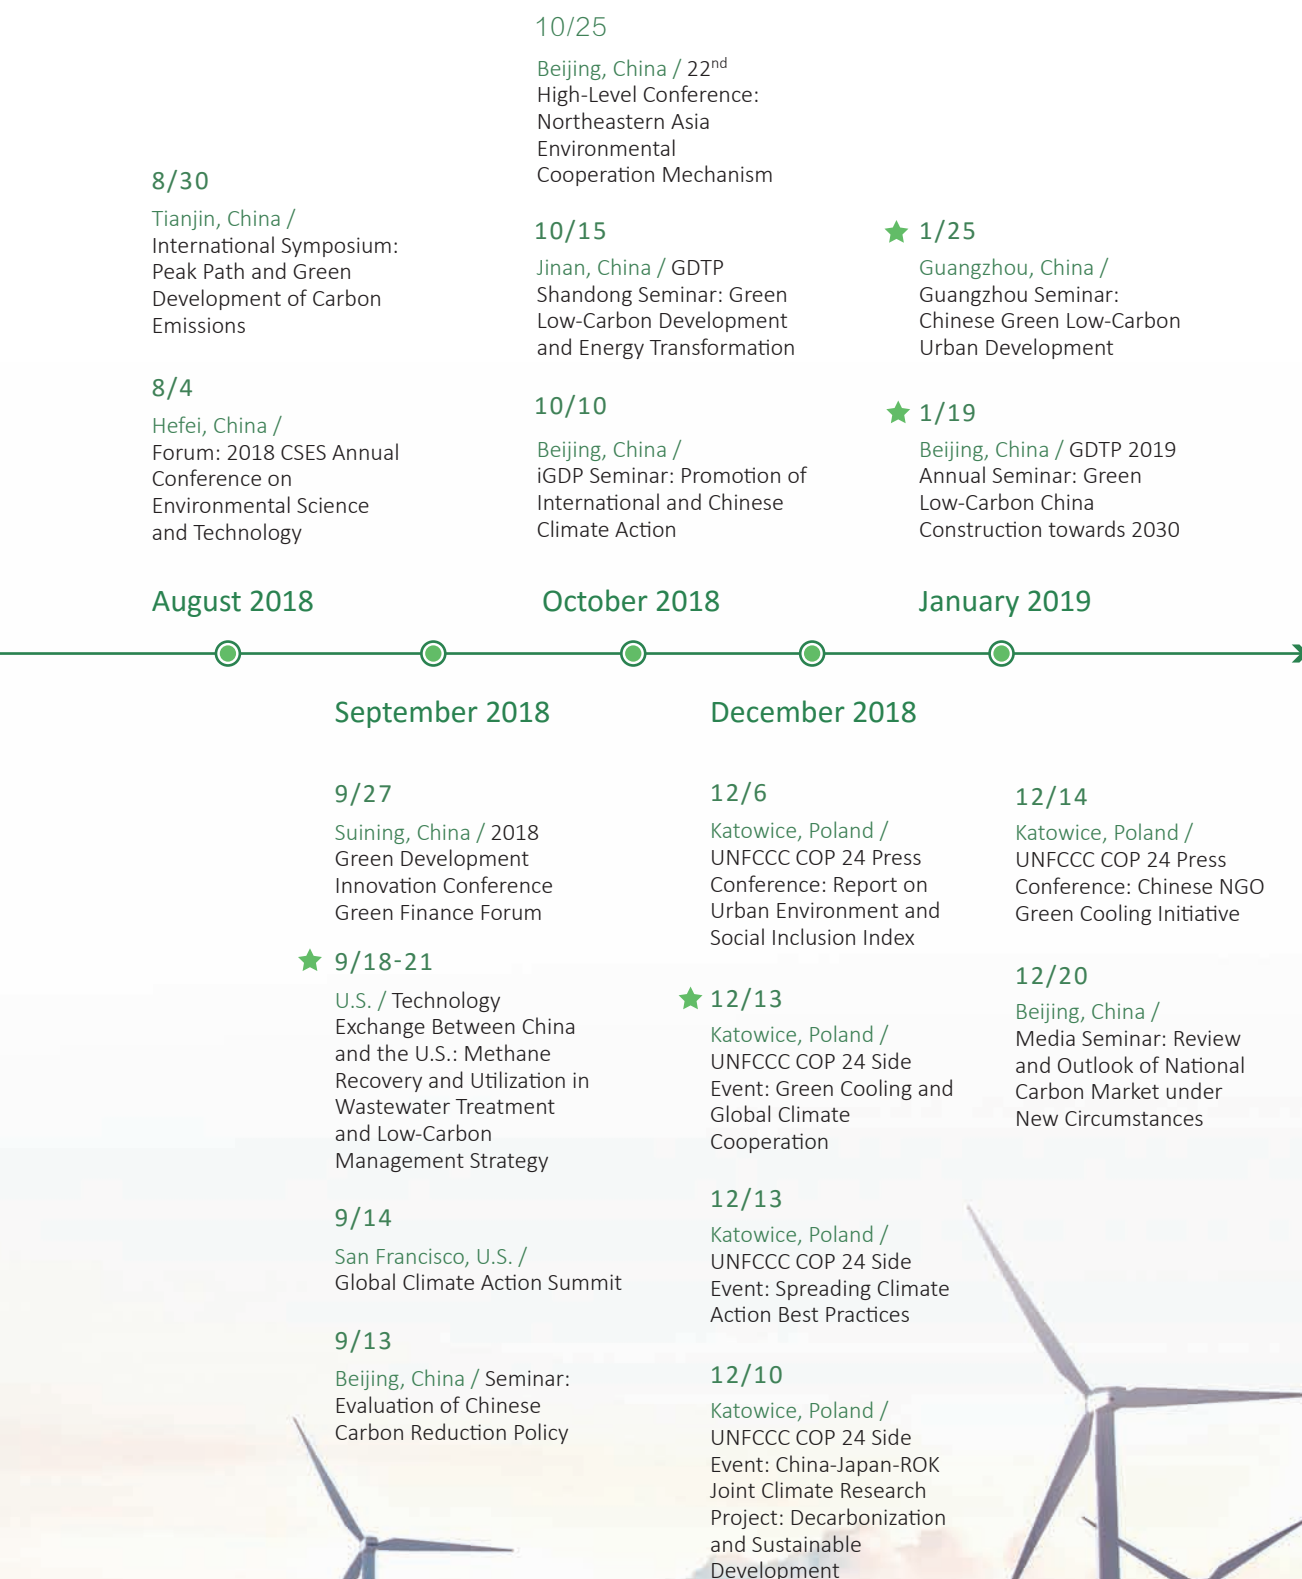 10/25
Beijing, China / 22nd
High-Level Conference:
Northeastern Asia
Environmental
Cooperation Mechanism
8/30
Tianjin, China /
International Symposium:
Peak Path and Green
Development of Carbon
Emissions
10/15
Jinan, China / GDTP
Shandong Seminar: Green
Low-Carbon Development
and Energy Transformation
1/25
Guangzhou, China /
Guangzhou Seminar:
Chinese Green Low-Carbon
Urban Development
8/4
Hefei, China /
Forum: 2018 CSES Annual
Conference on
Environmental Science
and Technology
10/10
Beijing, China /
iGDP Seminar: Promotion of
International and Chinese
Climate Action
1/19
Beijing, China / GDTP 2019
Annual Seminar: Green
Low-Carbon China
Construction towards 2030
August 2018
October 2018
January 2019
September 2018
December 2018
9/27
Suining, China / 2018
Green Development
Innovation Conference
Green Finance Forum
9/18-21
U.S. / Technology
Exchange Between China
and the U.S.: Methane
Recovery and Utilization in
Wastewater Treatment
and Low-Carbon
Management Strategy
9/14
San Francisco, U.S. /
Global Climate Action Summit
9/13
Beijing, China / Seminar:
Evaluation of Chinese
Carbon Reduction Policy
12/6
Katowice, Poland /
UNFCCC COP 24 Press
Conference: Report on
Urban Environment and
Social Inclusion Index
12/13
Katowice, Poland /
UNFCCC COP 24 Side
Event: Green Cooling and
Global Climate
Cooperation
12/13
Katowice, Poland /
UNFCCC COP 24 Side
Event: Spreading Climate
Action Best Practices
12/10
Katowice, Poland /
UNFCCC COP 24 Side
Event: China-Japan-ROK
Joint Climate Research
Project: Decarbonization
and Sustainable
Development
12/14
Katowice, Poland /
UNFCCC COP 24 Press
Conference: Chinese NGO
Green Cooling Initiative
12/20
Beijing, China /
Media Seminar: Review
and Outlook of National
Carbon Market under
New Circumstances